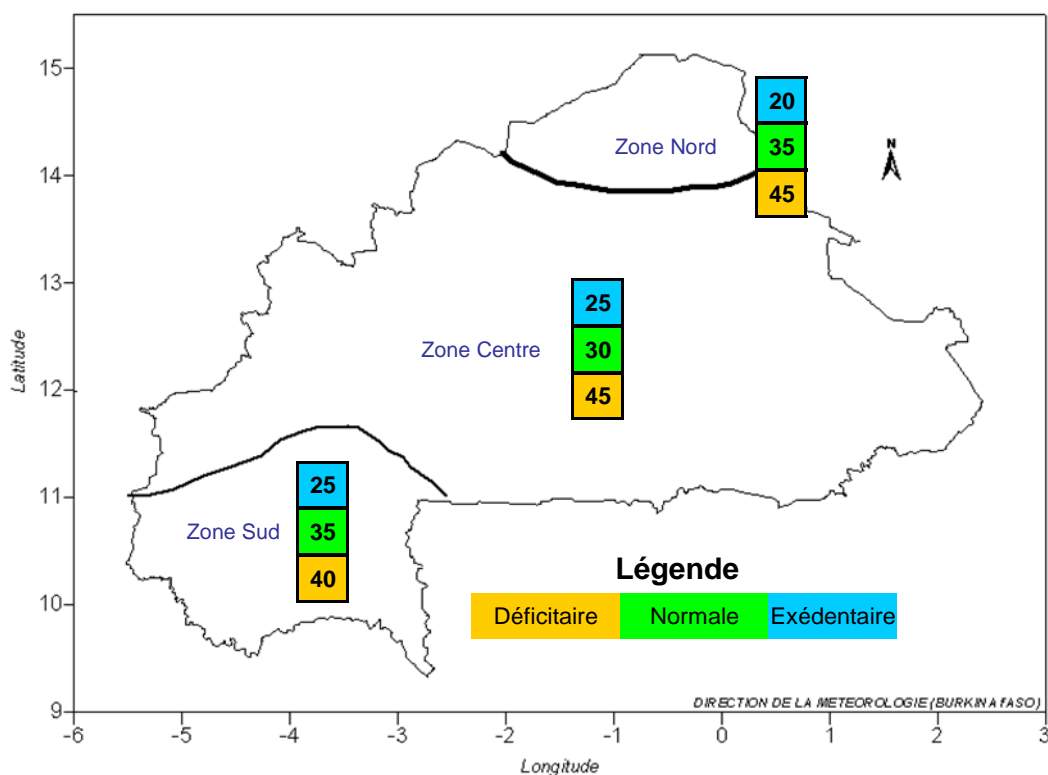 15
20
N
Zone Nord
35
14
45
13
25
Zone Centre
30
Latitude
12
45
11
25
Zone Sud
35
Légende
40
10
Déficitaire Normale Exédentaire
DIRECTION DE LA METEOROLOGIE (BURKINA fASO)
9
-6 -5 -4 -3 -2 -1 0 1 2 3
Longitude